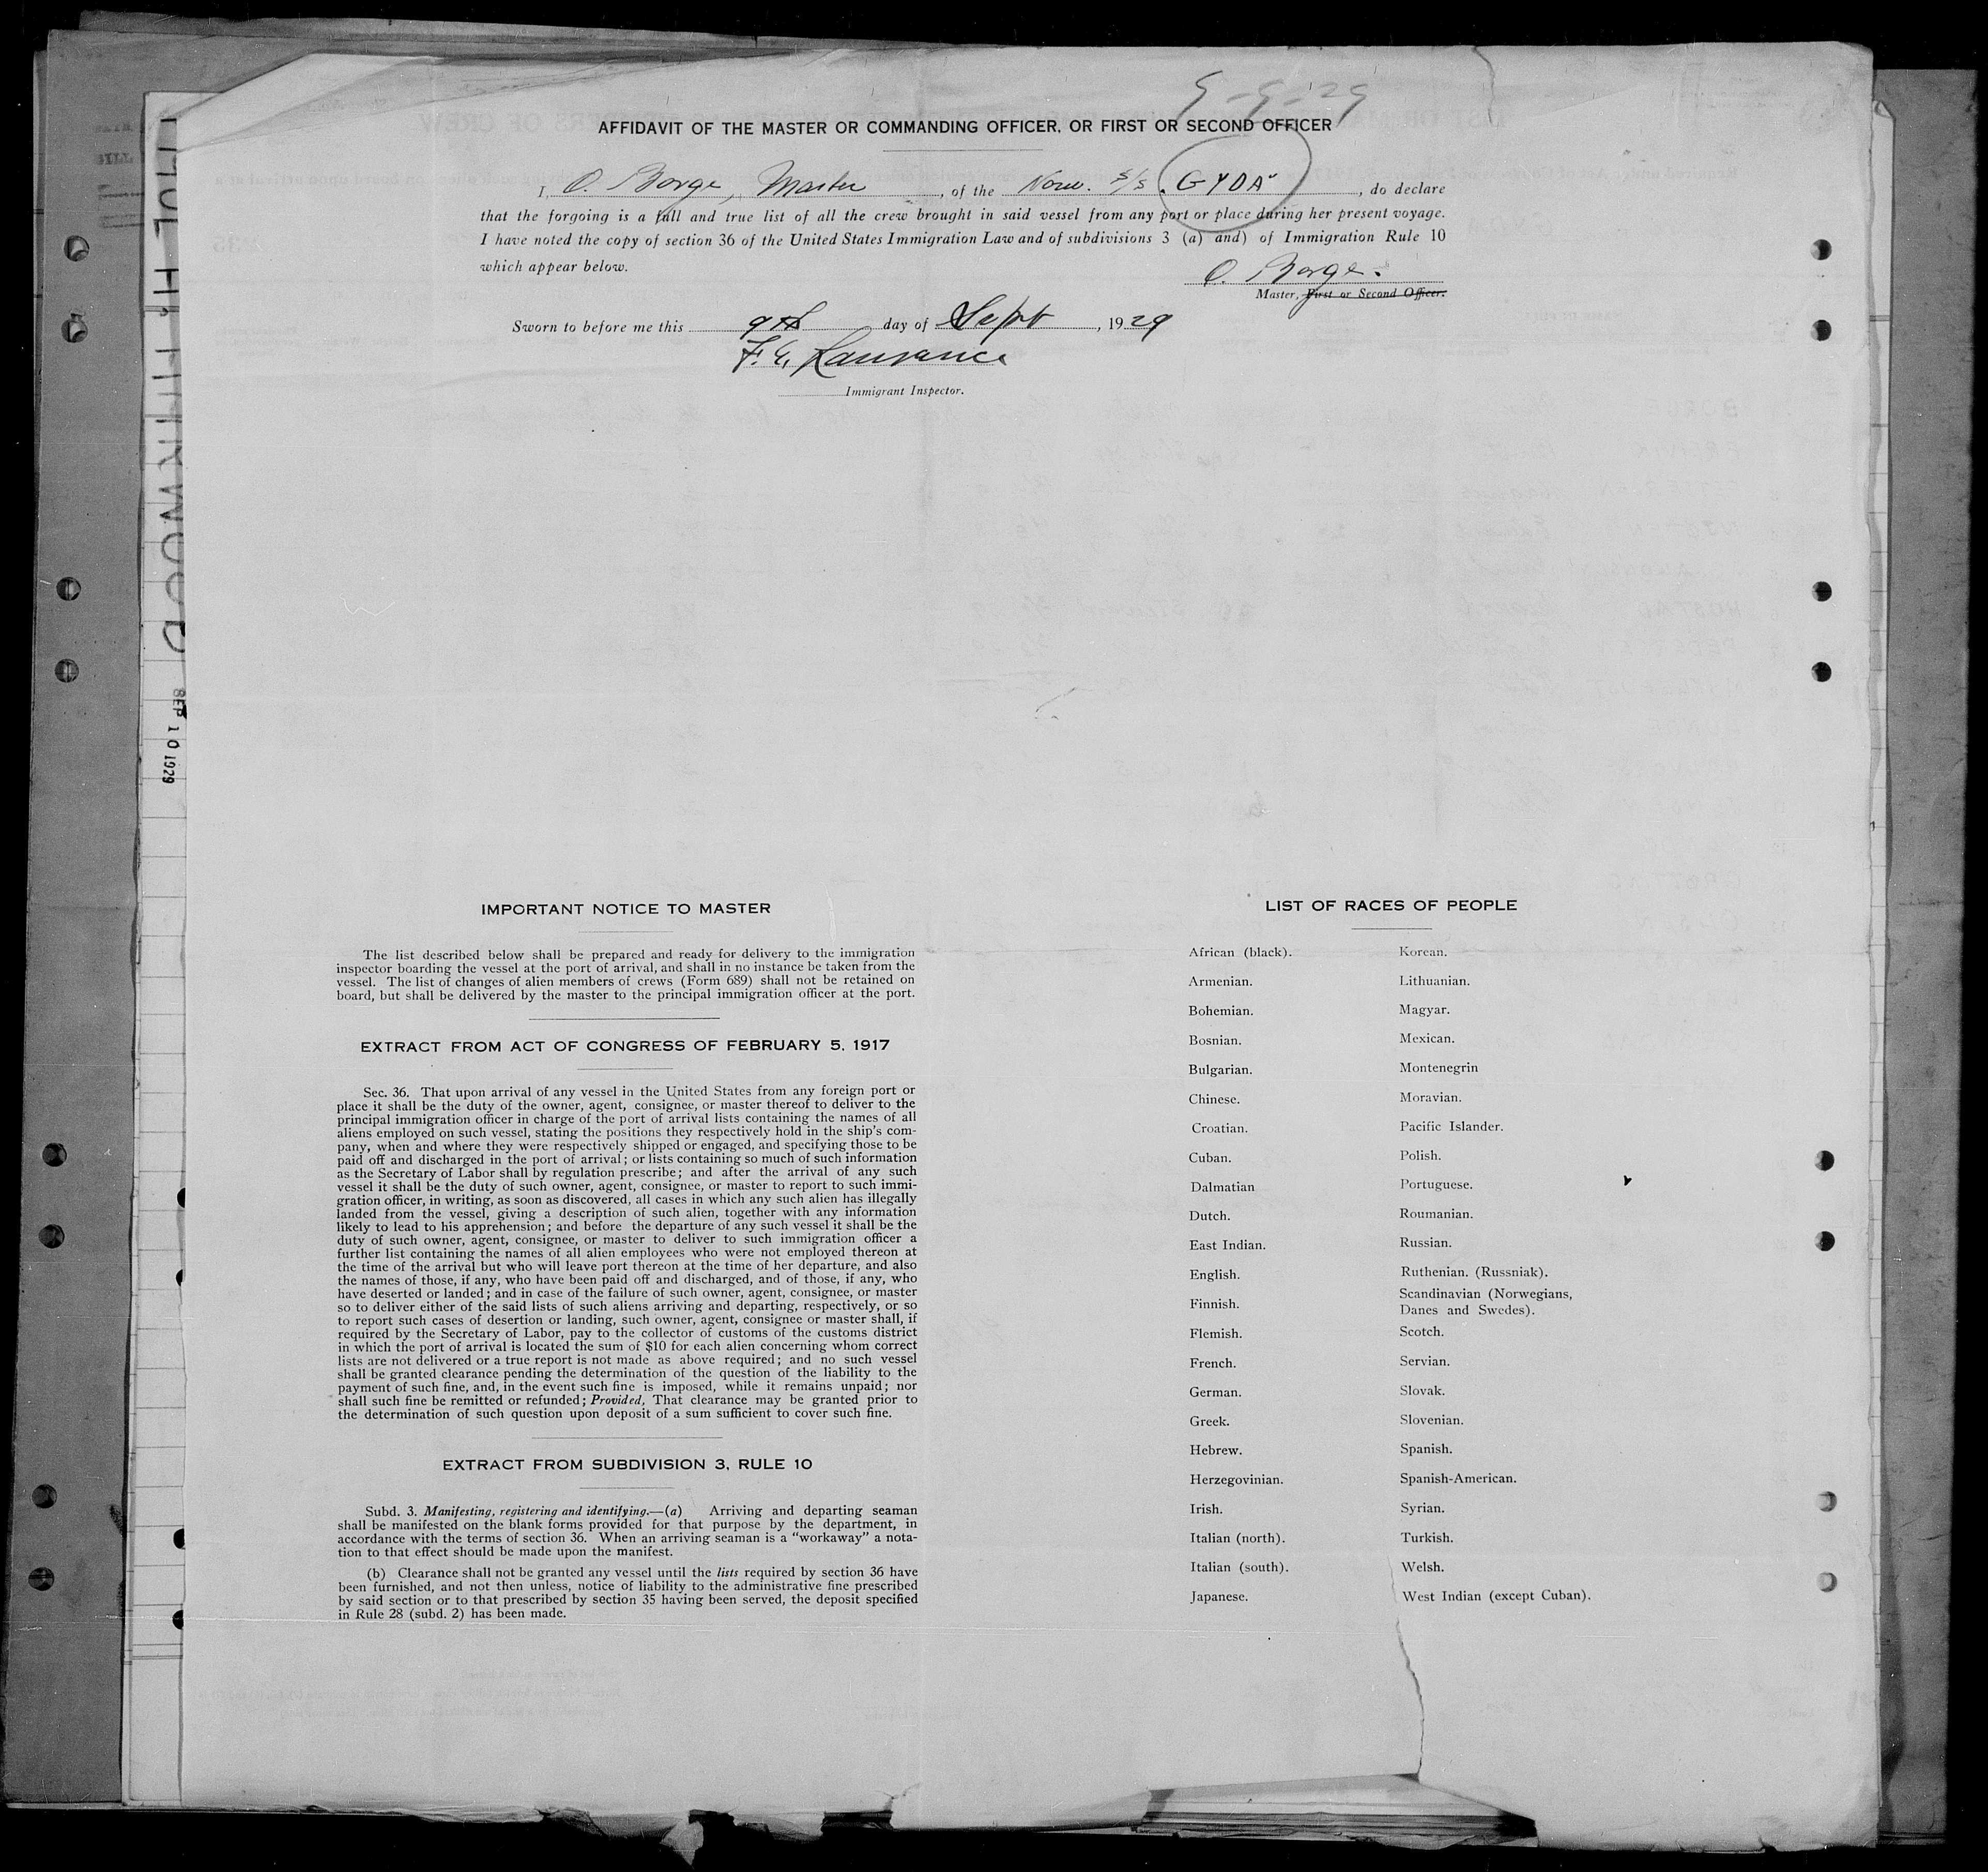 9-9-'29
AFFIDAVIT OF THE MASTER OR COMMANDING OFFICER, OR FIRST OR SECOND OFFICER
I, O. Borge, Master, of the Norw. s/s "GYDA", do declare
that the forgoing is a full and true list of all the crew brought in said vessel from any port or place during her present voyage.
I have noted the copy of section 36 of the United States Immigration Law and of subdivisions 3 (a) and) of Immigration Rule 10
which appear below.
O. Borge.
Master, First or Second Officer.
Sworn to before me this 9th day of Sept, 1929
F. E.
Immigrant Inspector.
SEP 10 1929
IMPORTANT NOTICE TO MASTER
The list described below shall be prepared and ready for delivery to the immigration
inspector boarding the vessel at the port of arrival, and shall in no instance be taken from the
vessel. The list of changes of alien members of crews (Form 689) shall not be retained on
board, but shall be delivered by the master to the principal immigration officer at the port.
EXTRACT FROM ACT OF CONGRESS OF FEBRUARY 5, 1917
Sec. 36. That upon arrival of any vessel in the United States from any foreign port or
place it shall be the duty of the owner, agent, consignee, or master thereof to deliver to the
principal immigration officer in charge of the port of arrival lists containing the names of all
aliens employed on such vessel, stating the positions they respectively hold in the ship's com-
pany, when and where they were respectively shipped or engaged, and specifying those to be
paid off and discharged in the port of arrival; or lists containing so much of such information
as the Secretary of Labor shall by regulation prescribe; and after the arrival of any such
vessel it shall be the duty of such owner, agent, consignee, or master to report to such immi-
gration officer, in writing, as soon as discovered, all cases in which any such alien has illegally
landed from the vessel, giving a description of such alien, together with any information
likely to lead to his apprehension; and before the departure of any such vessel it shall be the
duty of such owner, agent, consignee, or master to deliver to such immigration officer a
further list containing the names of all alien employees who were not employed thereon at
the time of the arrival but who will leave port thereon at the time of her departure, and also
the names of those, if any, who have been paid off and discharged, and of those, if any, who
have deserted or landed; and in case of the failure of such owner, agent, consignee, or master
so to deliver either of the said lists of such aliens arriving and departing, respectively, or so
to report such cases of desertion or landing, such owner, agent, consignee or master shall, if
required by the Secretary of Labor, pay to the collector of customs of the customs district
in which the port of arrival is located the sum of $10 for each alien concerning whom correct
lists are not delivered or a true report is not made as above required; and no such vessel
shall be granted clearance pending the determination of the question of the liability to the
payment of such fine, and, in the event such fine is imposed, while it remains unpaid; nor
shall such fine be remitted or refunded; Provided, That clearance may be granted prior to
the determination of such question upon deposit of a sum sufficient to cover such fine.
EXTRACT FROM SUBDIVISION 3, RULE 10
Subd. 3. Manifesting, registering and identifying.—(a) Arriving and departing seaman
shall be manifested on the blank forms provided for that purpose by the department, in
accordance with the terms of section 36. When an arriving seaman is a "workaway" a nota-
tion to that effect should be made upon the manifest.
(b) Clearance shall not be granted any vessel until the lists required by section 36 have
been furnished, and not then unless, notice of liability to the administrative fine prescribed
by said section or to that prescribed by section 35 having been served, the deposit specified
in Rule 28 (subd. 2) has been made.
LIST OF RACES OF PEOPLE
African (black).
Armenian.
Bohemian.
Bosnian.
Bulgarian.
Chinese.
Croatian.
Cuban.
Dalmatian
Dutch.
East Indian.
English.
Finnish.
Flemish.
French.
German.
Greek.
Hebrew.
Herzegovinian.
Irish.
Italian (north).
Italian (south).
Japanese.
Korean.
Lithuanian.
Magyar.
Mexican.
Montenegrin
Moravian.
Pacific Islander.
Polish.
Portuguese.
Roumanian.
Russian.
Ruthenian. (Russniak).
Scandinavian (Norwegians,
Danes and Swedes).
Scotch.
Servian.
Slovak.
Slovenian.
Spanish.
Spanish-American.
Syrian.
Turkish.
Welsh.
West Indian (except Cuban).